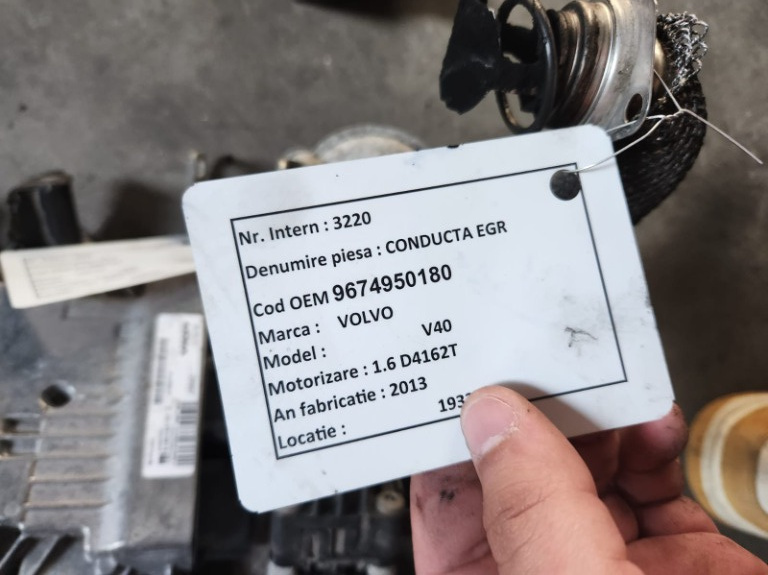 Nr. Intern : 3220
Denumire piesa : CONDUCTA EGR
Cod OEM 9674950180
Marca : VOLVO
Model : V40
Motorizare : 1.6 D4162T
An fabricatie : 2013
Locatie :